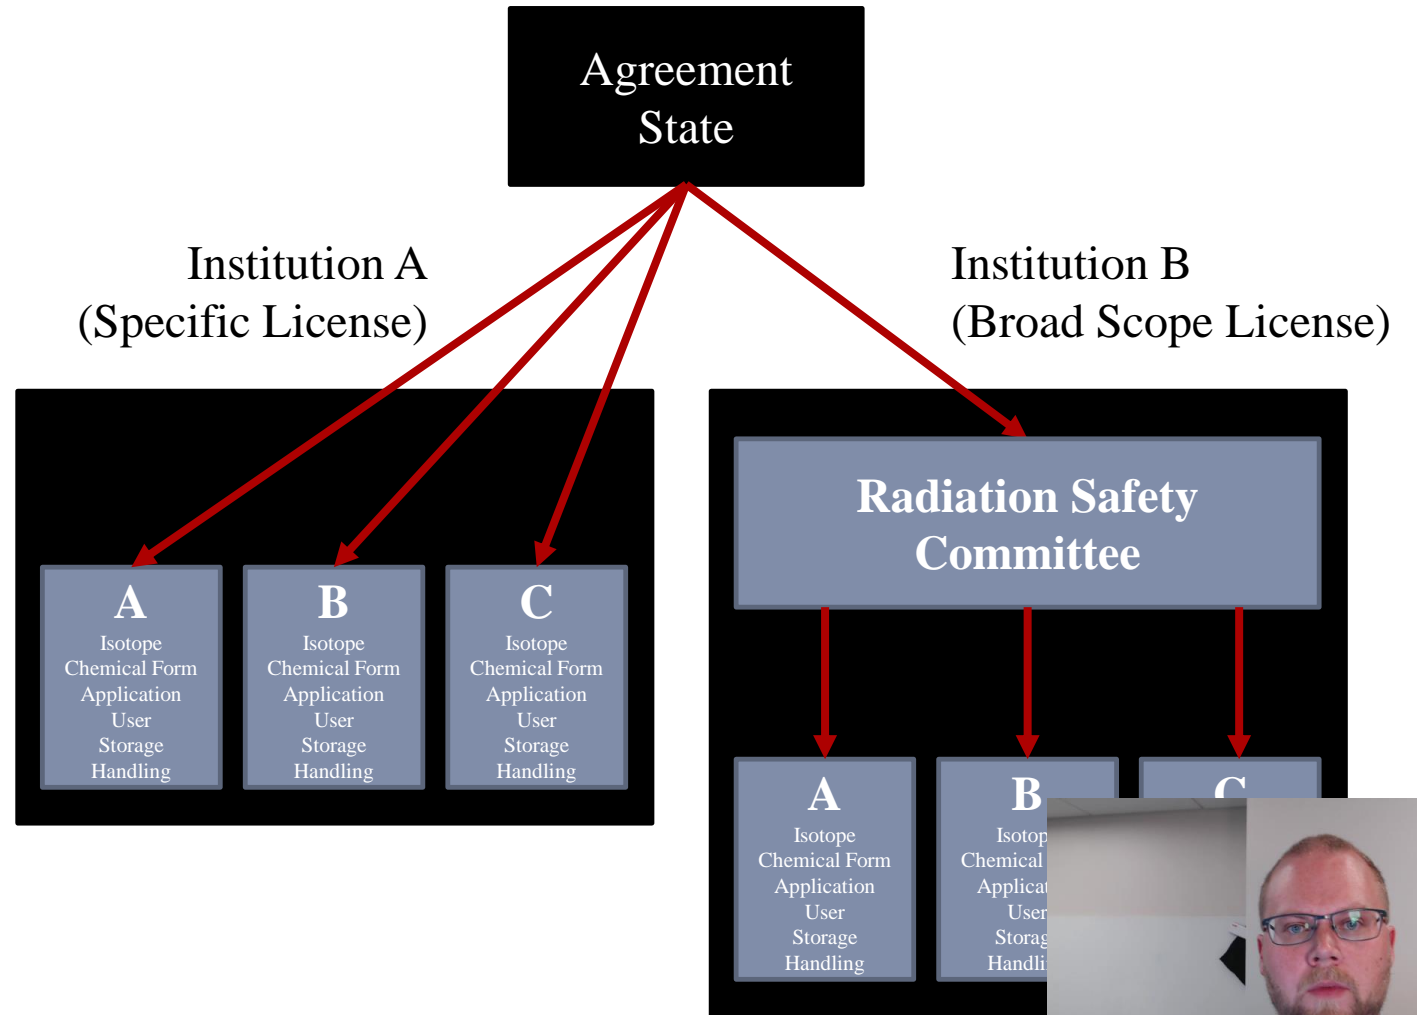 Agreement
State
Institution A
(Specific License)
Institution B
(Broad Scope License)
A
Isotope
Chemical Form
Application
User
Storage
Handling
B
Isotope
Chemical Form
Application
User
Storage
Handling
C
Isotope
Chemical Form
Application
User
Storage
Handling
Radiation Safety
Committee
A
Isotope
Chemical Form
Application
User
Storage
Handling
B
Chemical
User
C